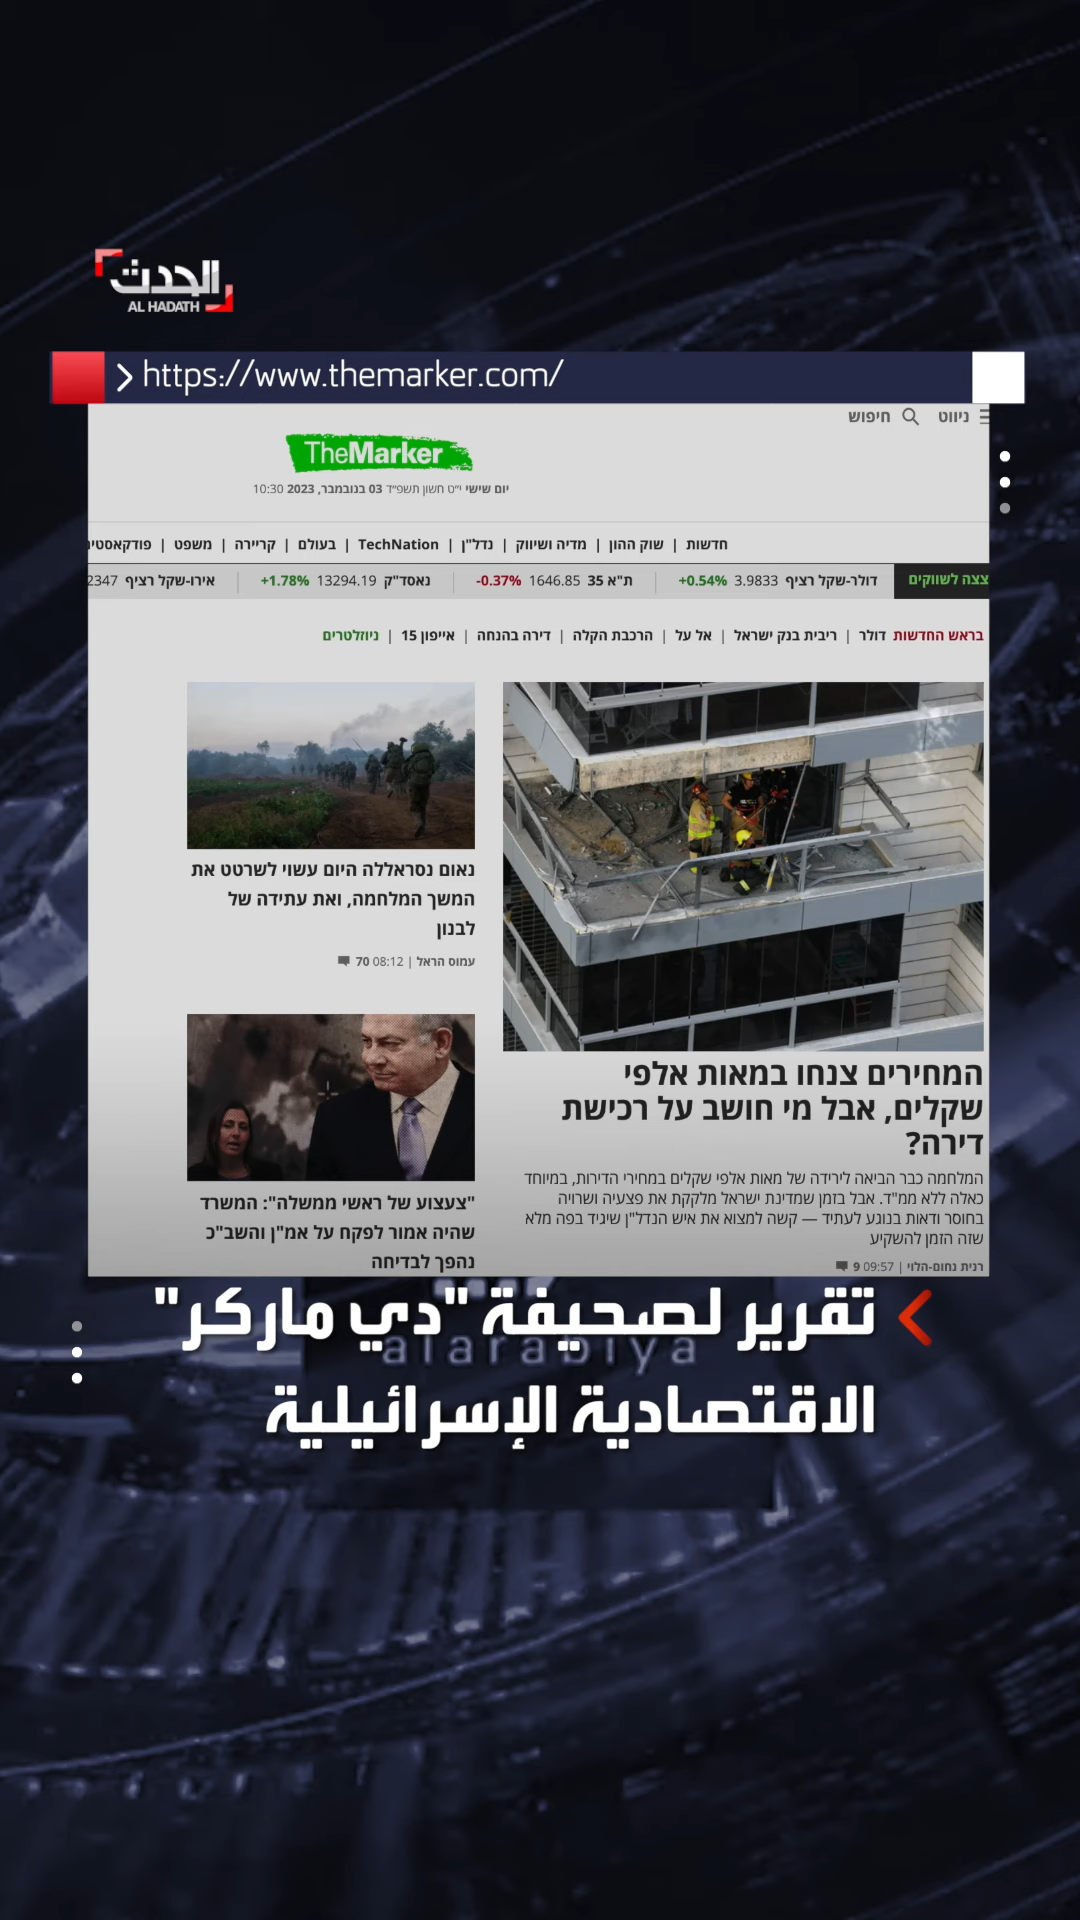 الحدث
AL HADATH
https://www.themarker.com/
ניווט חיפוש
TheMarker
יום שישי י״ט חשון תשפ״ד 03 בנובמבר, 2023 10:30
חדשות | שוק ההון | מדיה ושיווק | נדל"ן | TechNation | בעולם | קריירה | משפט |
צצה לשווקים דולר-שקל רציף 3.9833 +0.54% ת"א 35 1646.85 -0.37% נאסד"ק 13294.19 +1.78% אירו-שקל רציף 2347
בראש החדשות דולר | ריבית בנק ישראל | אל על | הרכבת הקלה | דירה בהנחה | אייפון 15 | ניוזלטרים
המחירים צנחו במאות אלפי
שקלים, אבל מי חושב על רכישת
דירה?
המלחמה כבר הביאה לירידה של מאות אלפי שקלים במחירי הדירות, במיוחד
כאלה ללא ממ"ד. אבל בזמן שמדינת ישראל מלקקת את פצעיה ושרויה
בחוסר ודאות בנוגע לעתיד — קשה למצוא את איש הנדל"ן שיגיד בפה מלא
שזה הזמן להשקיע
רנית נחום-הלוי | 09:57 9
נאום נסראללה היום עשוי לשרטט את
המשך המלחמה, ואת עתידה של
לבנון
עמוס הראל | 08:12 70
"צעצוע של ראשי ממשלה": המשרד
שהיה אמור לפקח על אמ"ן והשב"כ
נהפך לבדיחה
تقرير لصحيفة "دي ماركر"
alarabiya
الاقتصادية الإسرائيلية